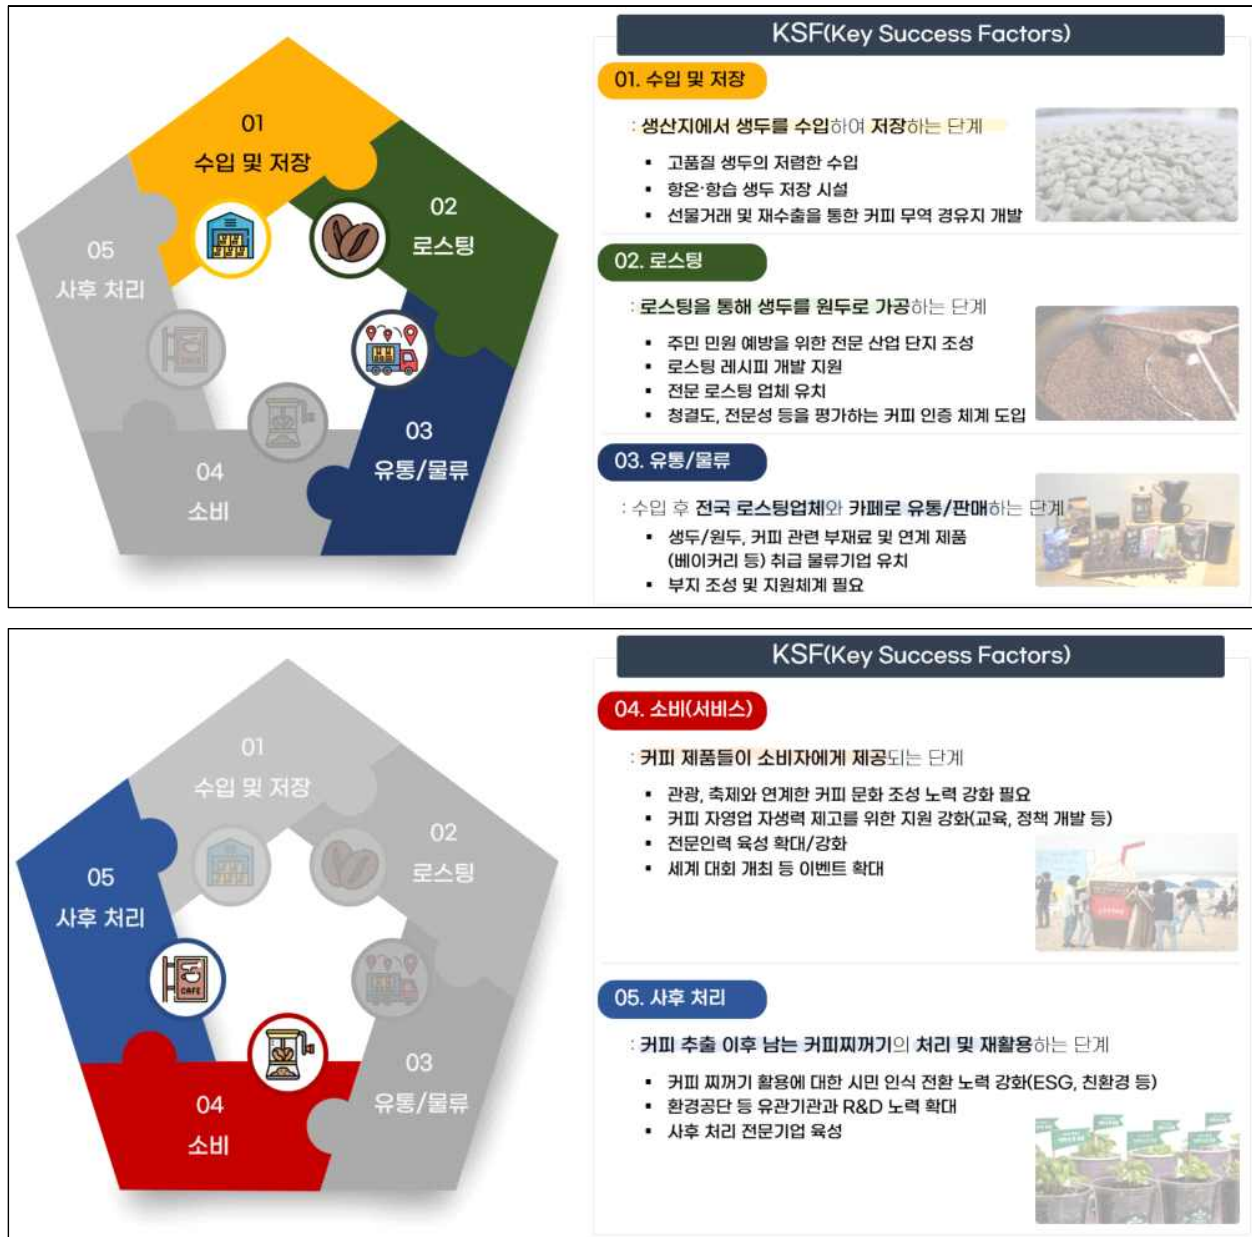 01
수입 및 저장
02
로스팅
03
유통/물류
04
소비
05
사후 처리
KSF(Key Success Factors)
01. 수입 및 저장
: 생산지에서 생두를 수입하여 저장하는 단계
▪ 고품질 생두의 저렴한 수입
▪ 항온·항습 생두 저장 시설
▪ 선물거래 및 재수출을 통한 커피 무역 경유지 개발
02. 로스팅
: 로스팅을 통해 생두를 원두로 가공하는 단계
▪ 주민 민원 예방을 위한 전문 산업 단지 조성
▪ 로스팅 레시피 개발 지원
▪ 전문 로스팅 업체 유치
▪ 청결도, 전문성 등을 평가하는 커피 인증 체계 도입
03. 유통/물류
: 수입 후 전국 로스팅업체와 카페로 유통/판매하는 단계
▪ 생두/원두, 커피 관련 부재료 및 연계 제품
(베이커리 등) 취급 물류기업 유치
▪ 부지 조성 및 지원체계 필요
01
수입 및 저장
02
로스팅
03
유통/물류
04
소비
05
사후 처리
CAFE
KSF(Key Success Factors)
04. 소비(서비스)
: 커피 제품들이 소비자에게 제공되는 단계
▪ 관광, 축제와 연계한 커피 문화 조성 노력 강화 필요
▪ 커피 자영업 자생력 제고를 위한 지원 강화(교육, 정책 개발 등)
▪ 전문인력 육성 확대/강화
▪ 세계 대회 개최 등 이벤트 확대
05. 사후 처리
: 커피 추출 이후 남는 커피찌꺼기의 처리 및 재활용하는 단계
▪ 커피 찌꺼기 활용에 대한 시민 인식 전환 노력 강화(ESG, 친환경 등)
▪ 환경공단 등 유관기관과 R&D 노력 확대
▪ 사후 처리 전문기업 육성